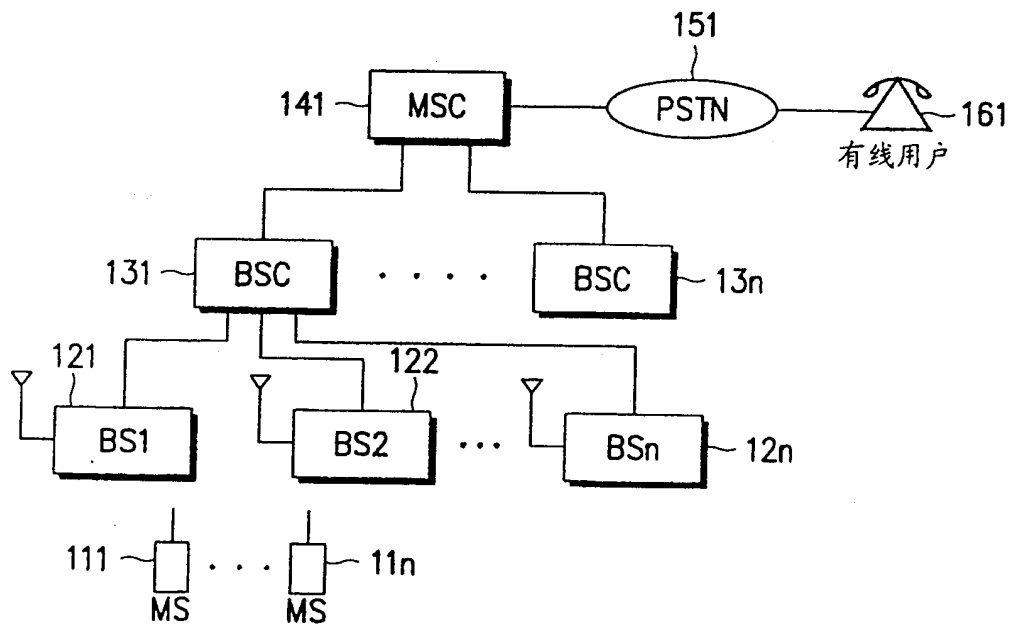 151
141 MSC PSTN 161
有线用户
131 BSC · · · · BSC 13n
121 122
BS1 BS2 ··· BSn 12n
111 · · · 11n
MS MS